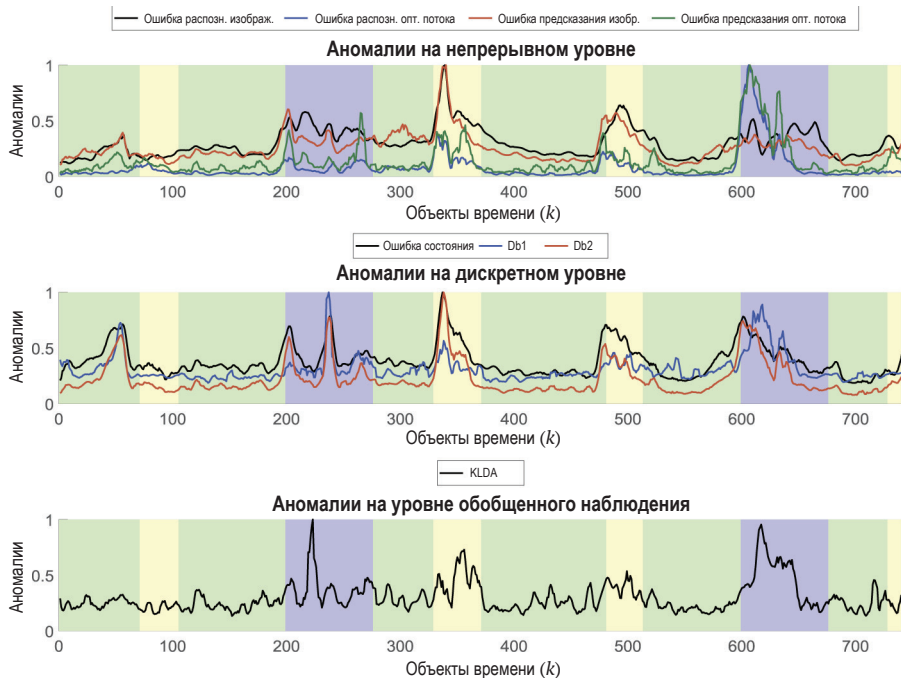 Ошибка распозн. изображ. Ошибка распозн. опт. потока Ошибка предсказания изобр. Ошибка предсказания опт. потока
Аномалии на непрерывном уровне
Аномалии
1
0.5
0
0 100 200 300 400 500 600 700
Объекты времени (k)
Ошибка состояния Db1 Db2
Аномалии на дискретном уровне
Аномалии
1
0.5
0
0 100 200 300 400 500 600 700
Объекты времени (k)
KLDA
Аномалии на уровне обобщенного наблюдения
Аномалии
1
0.5
0
0 100 200 300 400 500 600 700
Объекты времени (k)